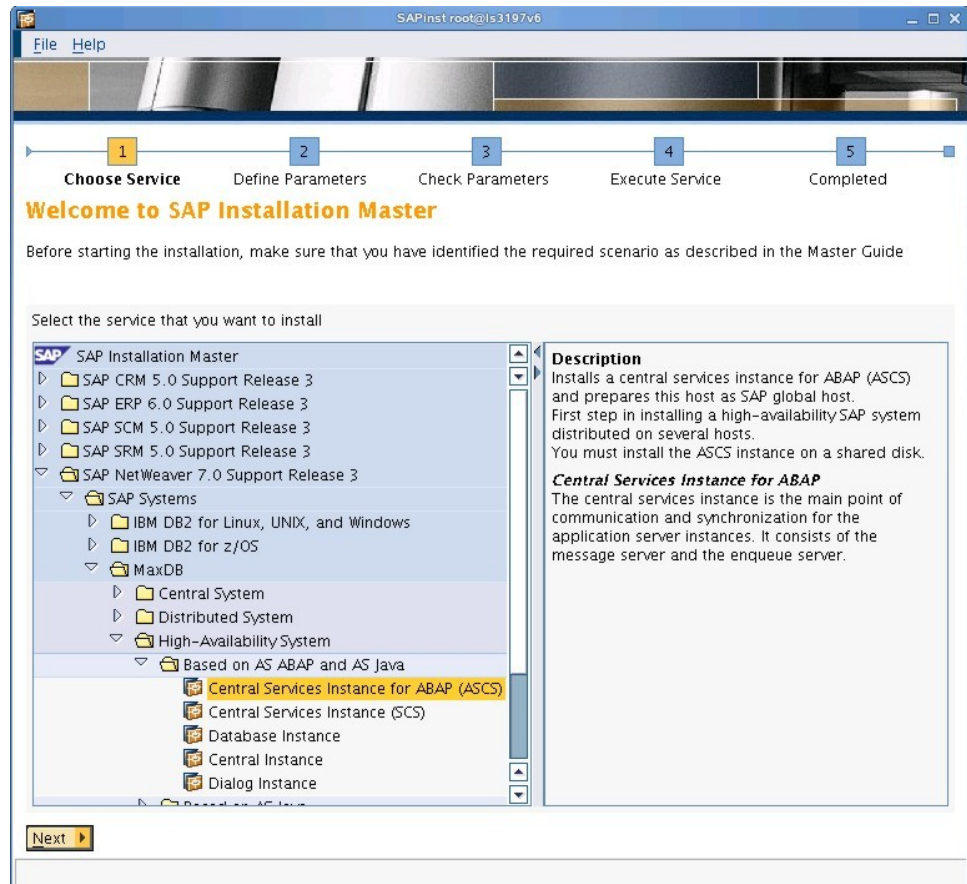 SAPinst root@ls3197v6
File Help
1 2 3 4 5
Choose Service Define Parameters Check Parameters Execute Service Completed
Welcome to SAP Installation Master
Before starting the installation, make sure that you have identified the required scenario as described in the Master Guide
Select the service that you want to install
SAP SAP Installation Master
SAP CRM 5.0 Support Release 3
SAP ERP 6.0 Support Release 3
SAP SCM 5.0 Support Release 3
SAP SRM 5.0 Support Release 3
SAP NetWeaver 7.0 Support Release 3
SAP Systems
IBM DB2 for Linux, UNIX, and Windows
IBM DB2 for z/OS
MaxDB
Central System
Distributed System
High-Availability System
Based on AS ABAP and AS Java
Central Services Instance for ABAP (ASCS)
Central Services Instance (SCS)
Database Instance
Central Instance
Dialog Instance
Based on AS Java
Description
Installs a central services instance for ABAP (ASCS)
and prepares this host as SAP global host.
First step in installing a high-availability SAP system
distributed on several hosts.
You must install the ASCS instance on a shared disk.
Central Services Instance for ABAP
The central services instance is the main point of
communication and synchronization for the
application server instances. It consists of the
message server and the enqueue server.
Next